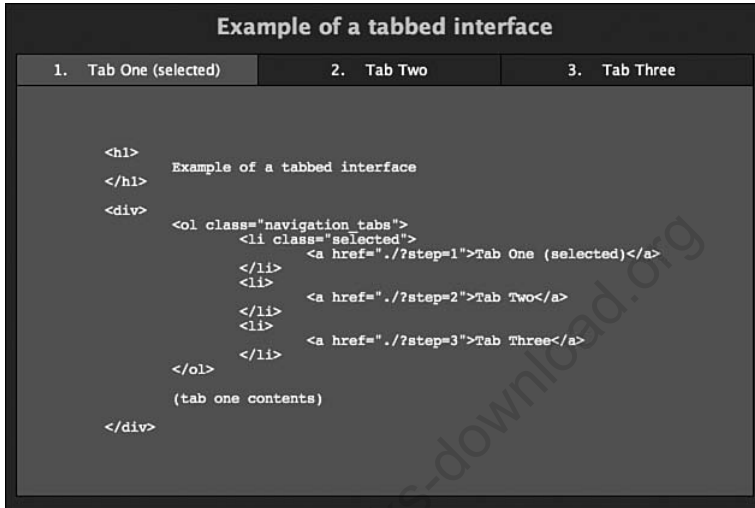 Example of a tabbed interface
1. Tab One (selected) 2. Tab Two 3. Tab Three
<h1>
Example of a tabbed interface
</h1>
<div>
<ol class="navigation_tabs">
<li class="selected">
<a href="./?step=1">Tab One (selected)</a>
</li>
<li>
<a href="./?step=2">Tab Two</a>
</li>
<li>
<a href="./?step=3">Tab Three</a>
</li>
</ol>
(tab one contents)
</div>
s-download.org